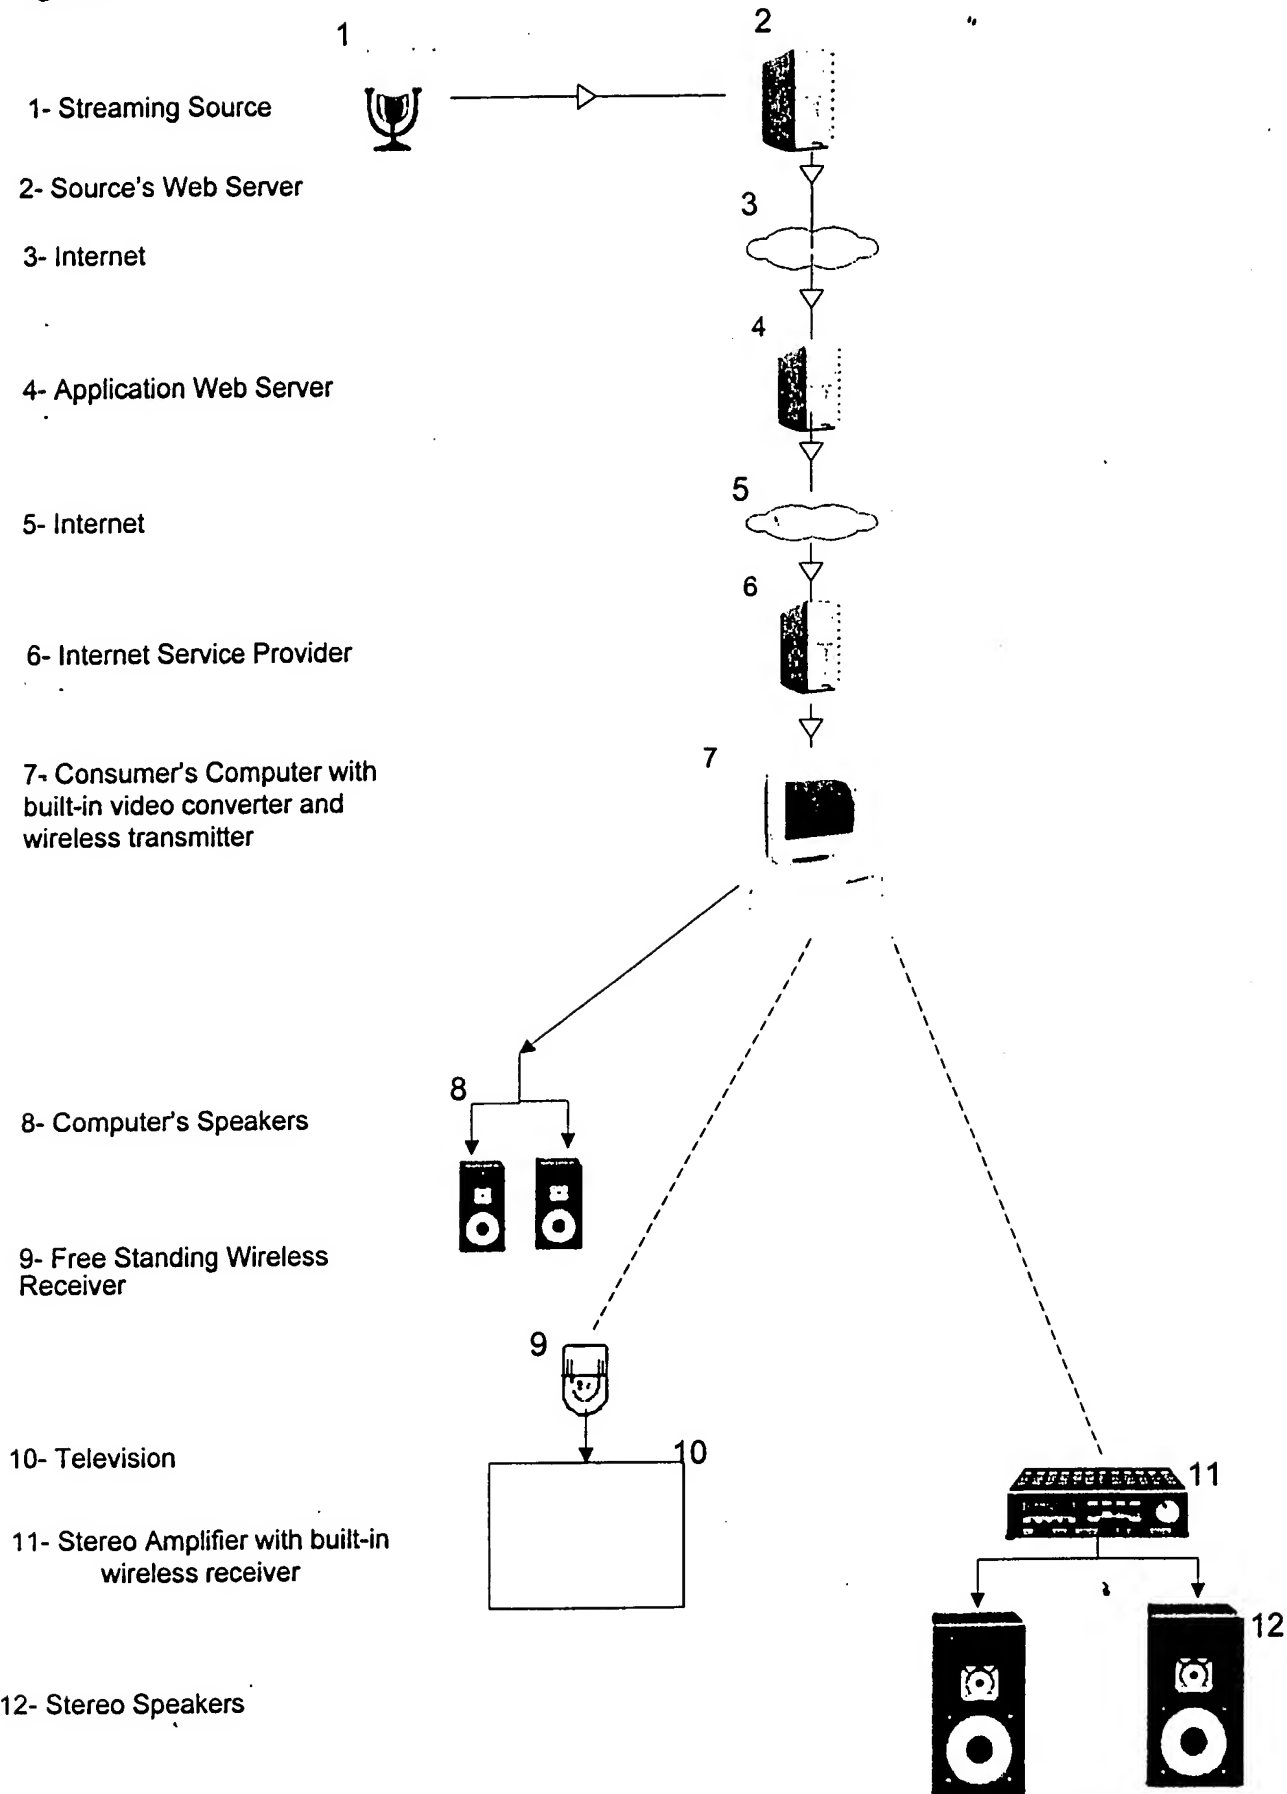 1
2
1- Streaming Source
2- Source's Web Server
3
3- Internet
4
4- Application Web Server
5
5- Internet
6
6- Internet Service Provider
7
7- Consumer's Computer with
built-in video converter and
wireless transmitter
8
8- Computer's Speakers
9- Free Standing Wireless
Receiver
9
10
10- Television
11
11- Stereo Amplifier with built-in
wireless receiver
12
12- Stereo Speakers